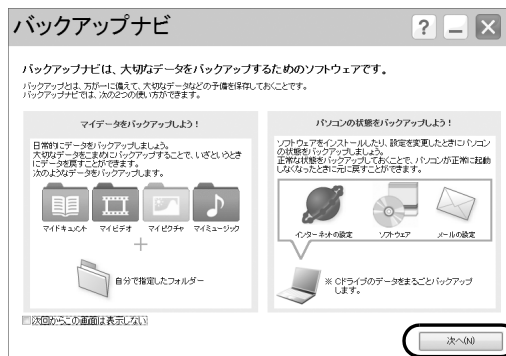 バックアップナビ
? － ×
バックアップナビは、大切なデータをバックアップするためのソフトウェアです。
バックアップとは、万が一に備えて、大切なデータなどの予備を保存しておくことです。
バックアップナビでは、次の2つの使い方ができます。
マイデータをバックアップしよう！
日常的にデータをバックアップしましょう。
大切なデータをこまめにバックアップすることで、いざというとき
にデータを戻すことができます。
次のようなデータをバックアップします。
マイドキュメント マイビデオ マイピクチャ マイミュージック
＋
自分で指定したフォルダー
パソコンの状態をバックアップしよう！
ソフトウェアをインストールしたり、設定を変更したときにパソコン
の状態をバックアップしましょう。
正常な状態をバックアップしておくことで、パソコンが正常に起動
しなくなったときに元に戻すことができます。
インターネットの設定 ソフトウェア メールの設定
※ Cドライブのデータをまるごとバックアップ
します。
次回からこの画面は表示しない
次へ(N)